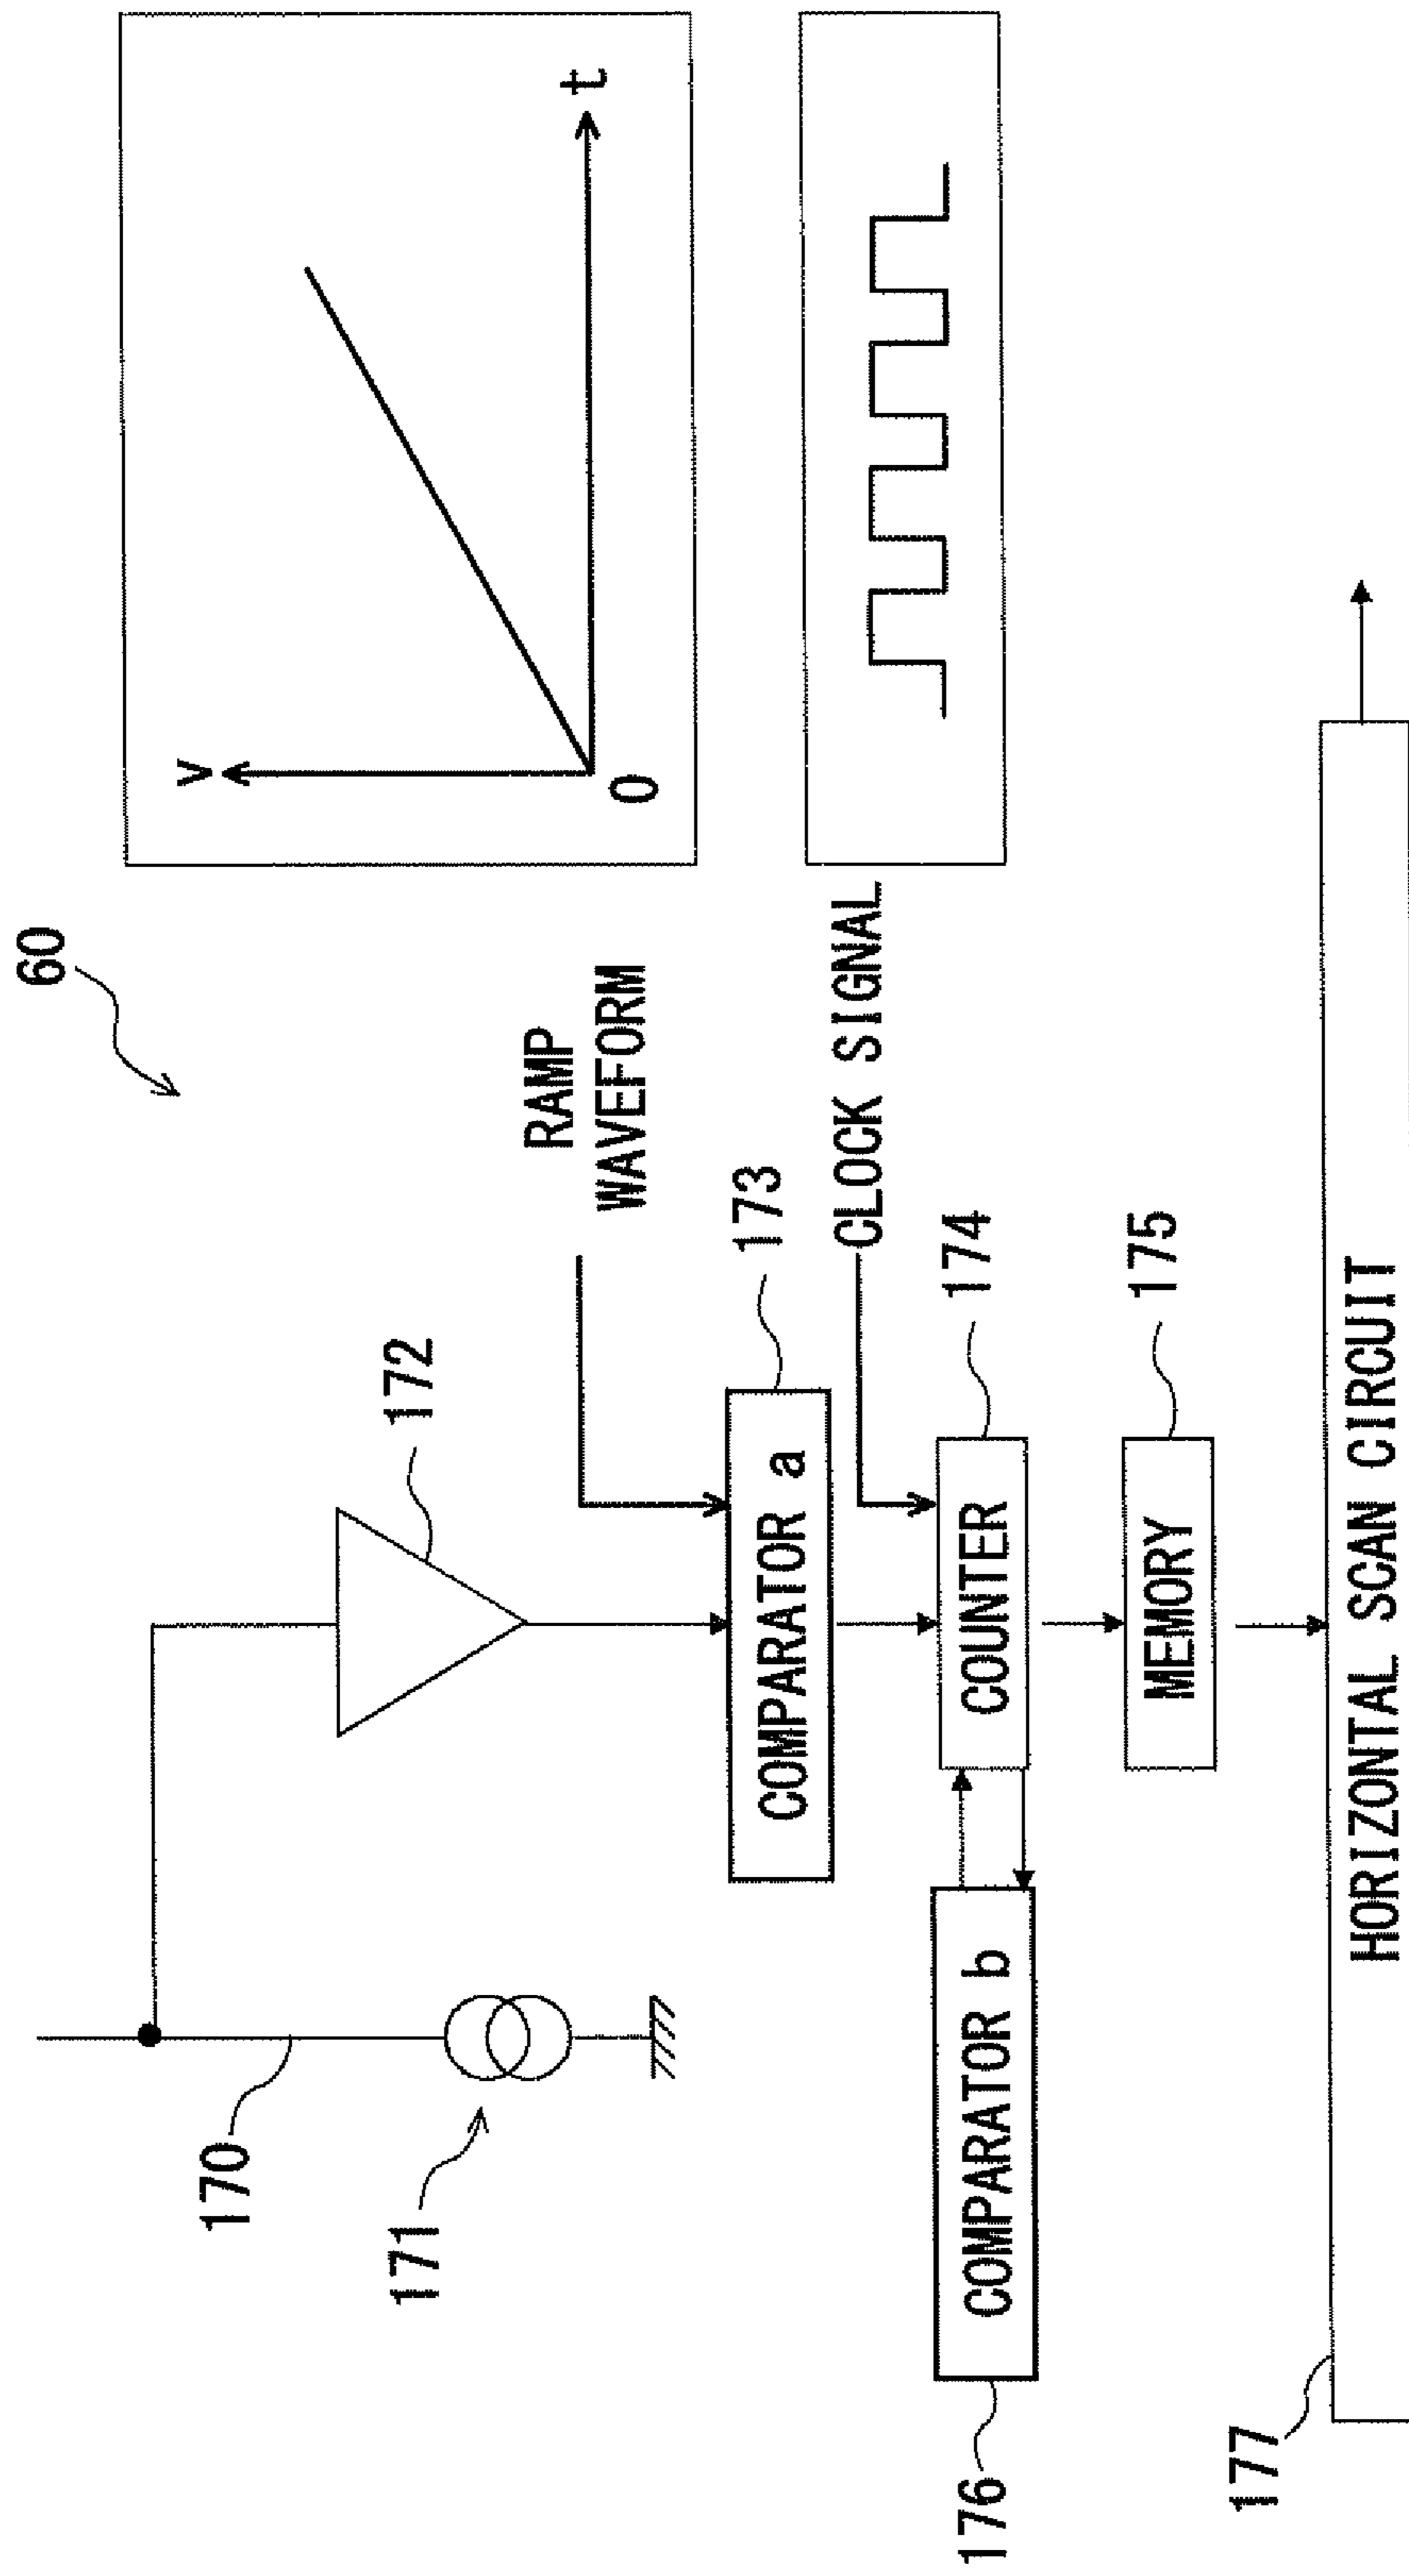 60
170
171
172
RAMP
WAVEFORM
V
t
0
COMPARATOR a
173
CLOCK SIGNAL
176
COMPARATOR b
COUNTER
174
MEMORY
175
177
HORIZONTAL SCAN CIRCUIT